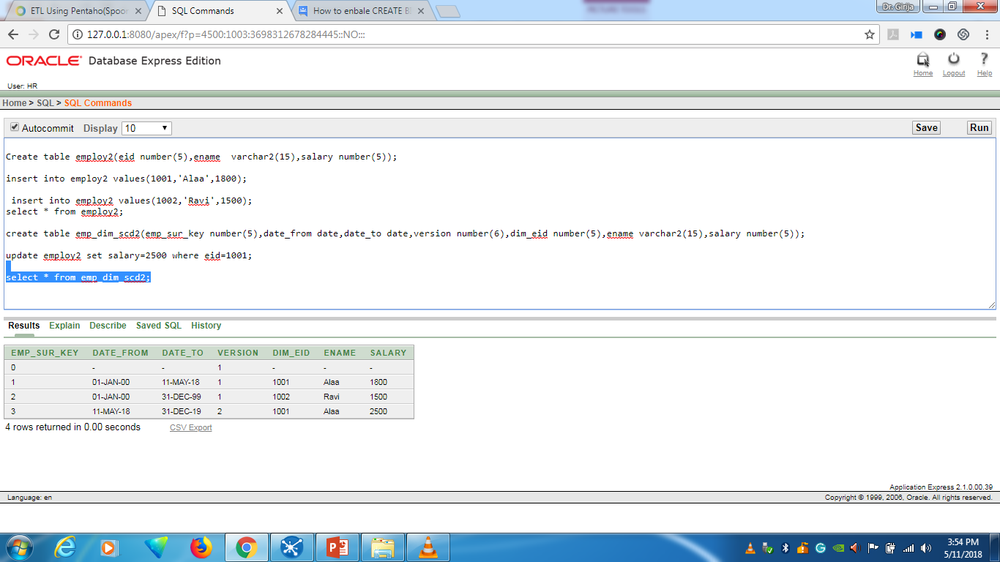 ETL Using Pentaho(Spoon
SQL Commands
How to enbale CREATE B
Dr. Girija
127.0.0.1:8080/apex/f?p=4500:1003:3698312678284445::NO:::
ORACLE Database Express Edition
Home Logout Help
User: HR
Home > SQL > SQL Commands
Autocommit Display 10 Save Run
Create table employ2(eid number(5),ename  varchar2(15),salary number(5));
insert into employ2 values(1001,'Alaa',1800);
insert into employ2 values(1002,'Ravi',1500);
select * from employ2;
create table emp_dim_scd2(emp_sur_key number(5),date_from date,date_to date,version number(6),dim_eid number(5),ename varchar2(15),salary number(5));
update employ2 set salary=2500 where eid=1001;
select * from emp_dim_scd2;
Results Explain Describe Saved SQL History
EMP_SUR_KEY DATE_FROM DATE_TO VERSION DIM_EID ENAME SALARY
0 - - 1 - - -
1 01-JAN-00 11-MAY-18 1 1001 Alaa 1800
2 01-JAN-00 31-DEC-99 1 1002 Ravi 1500
3 11-MAY-18 31-DEC-19 2 1001 Alaa 2500
4 rows returned in 0.00 seconds CSV Export
Application Express 2.1.0.00.39
Language: en Copyright © 1999, 2006, Oracle. All rights reserved.
3:54 PM
5/11/2018